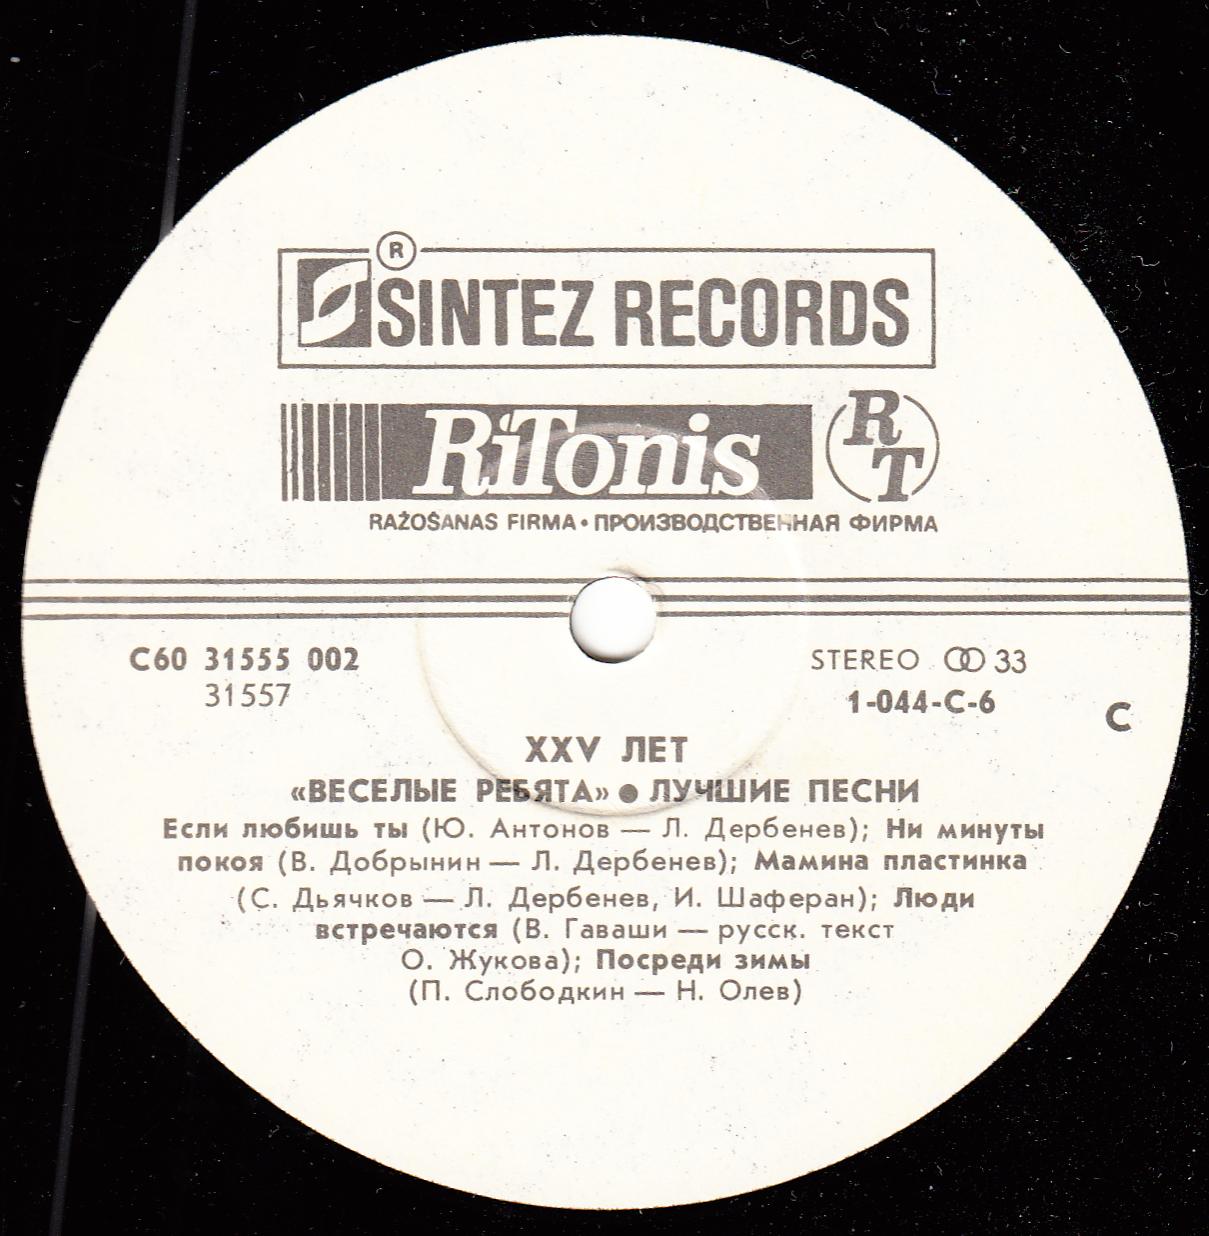 R
SINTEZ RECORDS
RiTonis RT
RAŽOŠANAS FIRMA • ПРОИЗВОДСТВЕННАЯ ФИРМА
С60 31555 002
31557
STEREO 33
1-044-С-6
С
XXV ЛЕТ
«ВЕСЕЛЫЕ РЕБЯТА» ● ЛУЧШИЕ ПЕСНИ
Если любишь ты (Ю. Антонов — Л. Дербенев); Ни минуты
покоя (В. Добрынин — Л. Дербенев); Мамина пластинка
(С. Дьячков — Л. Дербенев, И. Шаферан); Люди
встречаются (В. Гаваши — русск. текст
О. Жукова); Посреди зимы
(П. Слободкин — Н. Олев)